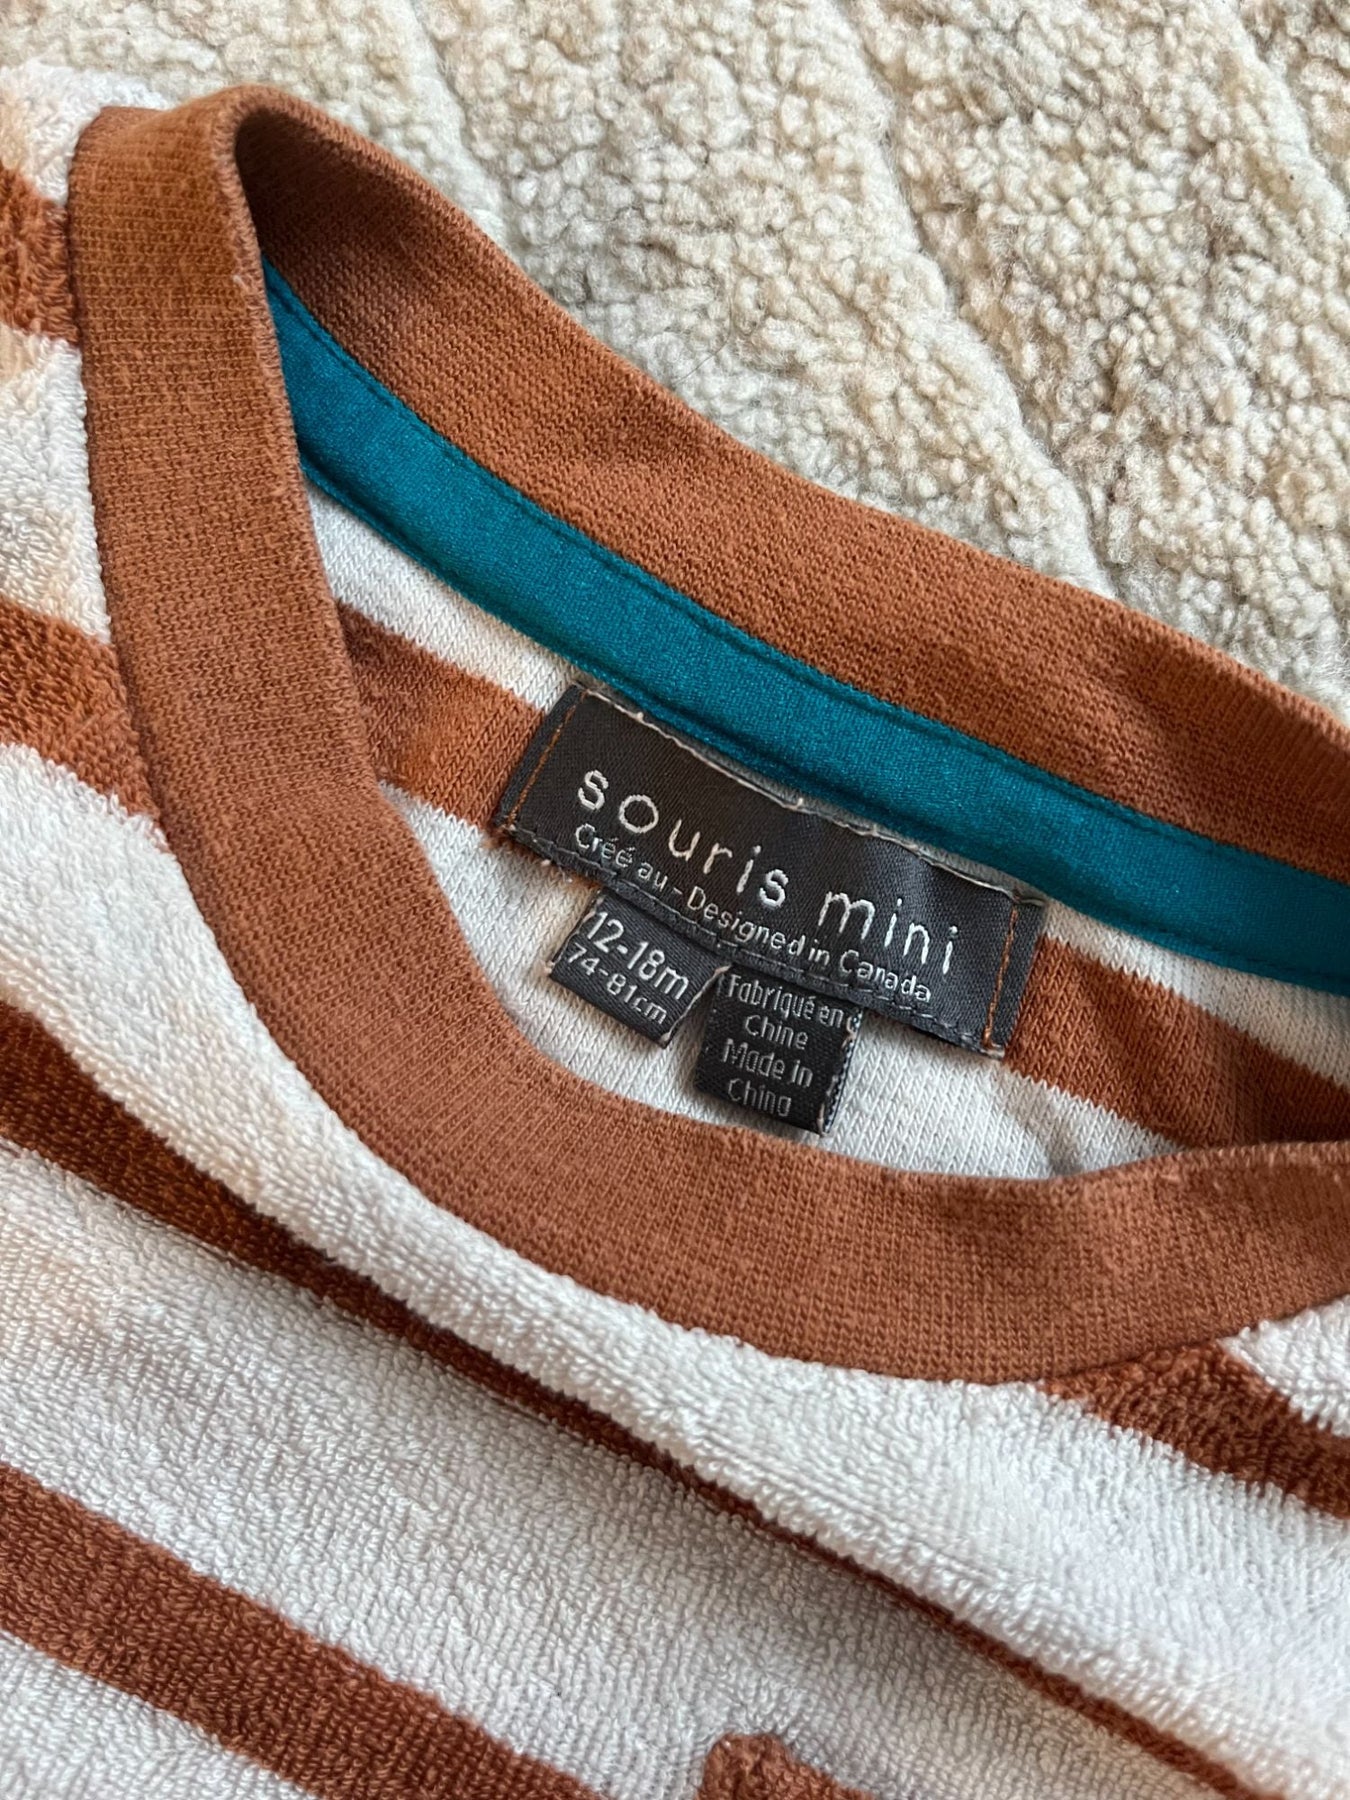 souris mini
Créé au - Designed in Canada
12-18m
74-81cm
Fabriqué en
Chine
Made in
China